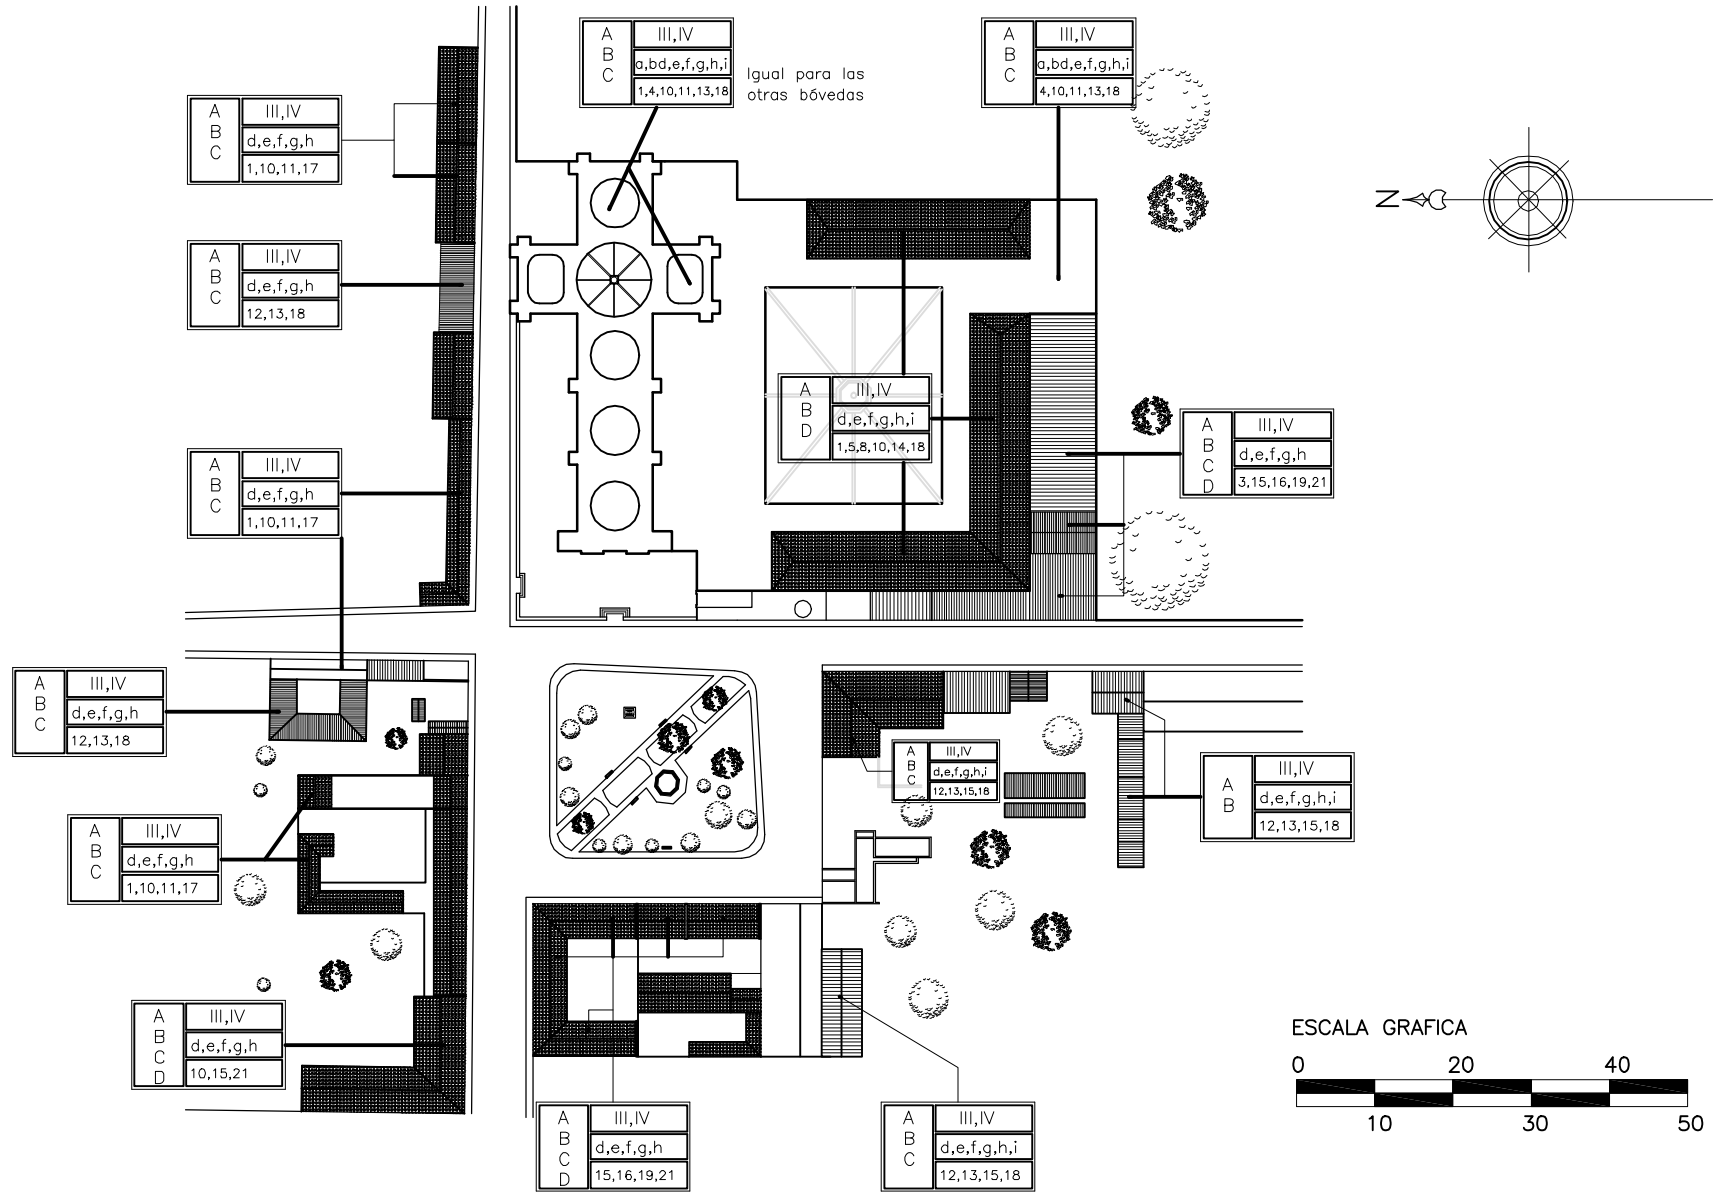 A
B
C
III,IV
a,bd,e,f,g,h,i
1,4,10,11,13,18
Igual para las
otras bóvedas
A
B
C
III,IV
a,bd,e,f,g,h,i
4,10,11,13,18
A
B
C
III,IV
d,e,f,g,h
1,10,11,17
N
A
B
C
III,IV
d,e,f,g,h
12,13,18
A
B
D
III,IV
d,e,f,g,h,i
1,5,8,10,14,18
A
B
C
D
III,IV
d,e,f,g,h
3,15,16,19,21
A
B
C
III,IV
d,e,f,g,h
1,10,11,17
A
B
C
III,IV
d,e,f,g,h
12,13,18
A
B
C
III,IV
d,e,f,g,h,i
12,13,15,18
A
B
III,IV
d,e,f,g,h,i
12,13,15,18
A
B
C
III,IV
d,e,f,g,h
1,10,11,17
A
B
C
D
III,IV
d,e,f,g,h
10,15,21
ESCALA GRAFICA
0 20 40
10 30 50
A
B
C
D
III,IV
d,e,f,g,h
15,16,19,21
A
B
C
III,IV
d,e,f,g,h,i
12,13,15,18